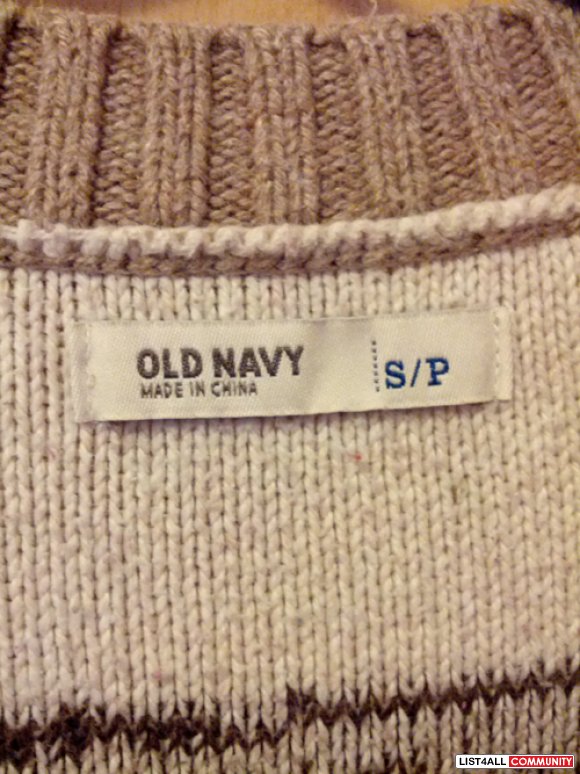 OLD NAVY
MADE IN CHINA
S/P
LIST4ALL COMMUNITY